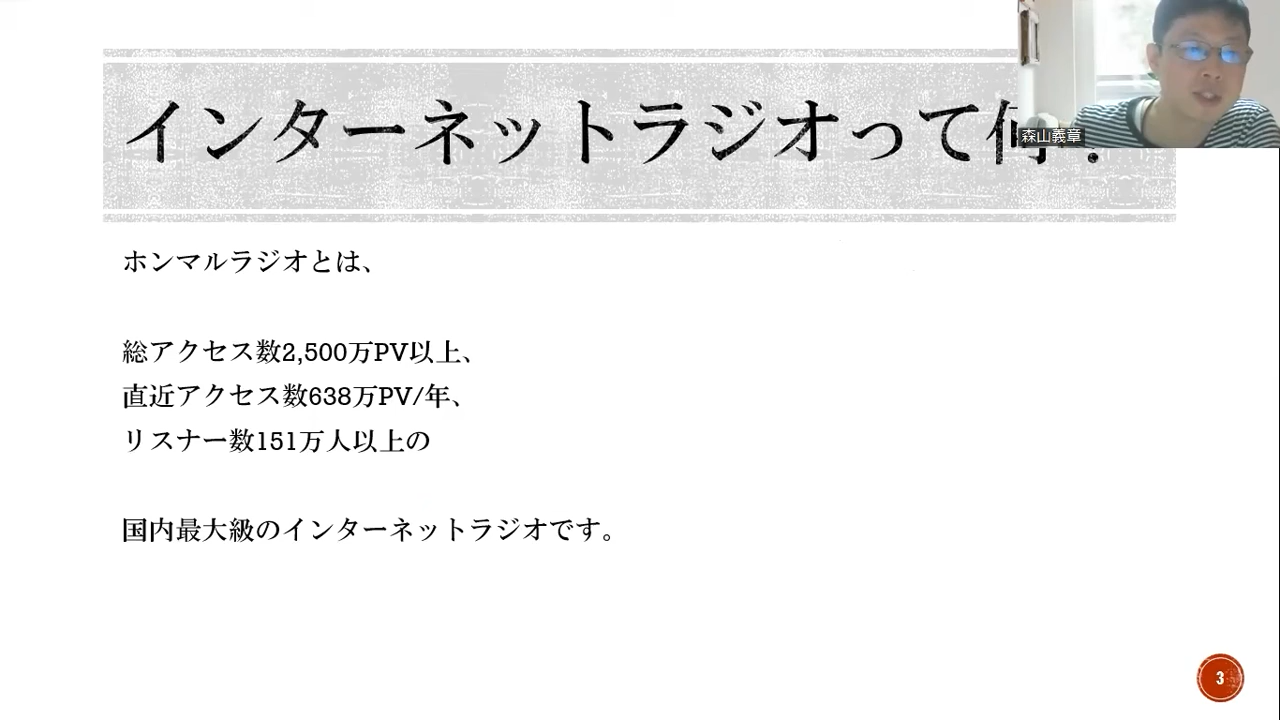 インターネットラジオって何？
森山義章
ホンマルラジオとは、
総アクセス数2,500万PV以上、
直近アクセス数638万PV/年、
リスナー数151万人以上の
国内最大級のインターネットラジオです。
3